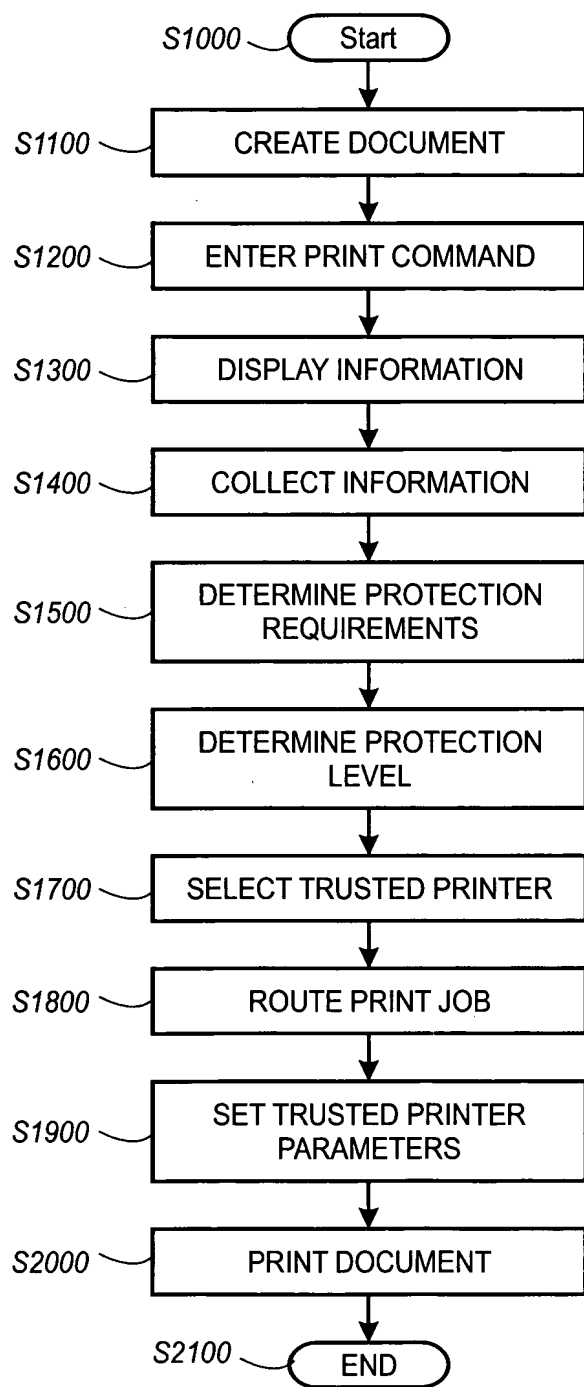 S1000 Start
S1100 CREATE DOCUMENT
S1200 ENTER PRINT COMMAND
S1300 DISPLAY INFORMATION
S1400 COLLECT INFORMATION
S1500 DETERMINE PROTECTION
REQUIREMENTS
S1600 DETERMINE PROTECTION
LEVEL
S1700 SELECT TRUSTED PRINTER
S1800 ROUTE PRINT JOB
S1900 SET TRUSTED PRINTER
PARAMETERS
S2000 PRINT DOCUMENT
S2100 END